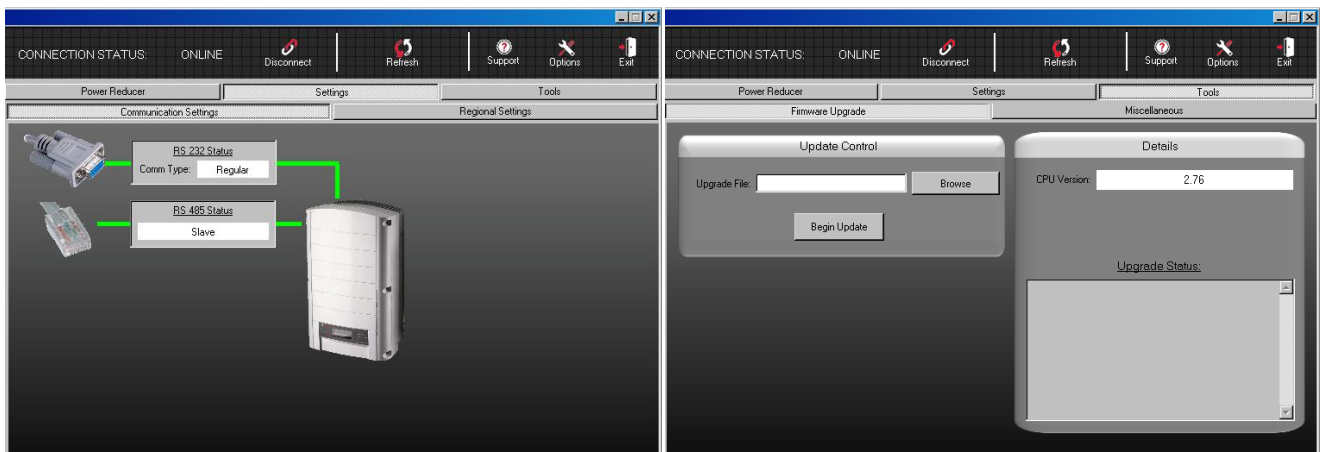 CONNECTION STATUS: ONLINE Disconnect Refresh Support Options Exit
Power Reducer Settings Tools
Communication Settings Regional Settings
RS 232 Status
Comm Type: Regular
RS 485 Status
Slave
CONNECTION STATUS: ONLINE Disconnect Refresh Support Options Exit
Power Reducer Settings Tools
Firmware Upgrade Miscellaneous
Update Control
Upgrade File: Browse
Begin Update
Details
CPU Version: 2.76
Upgrade Status: